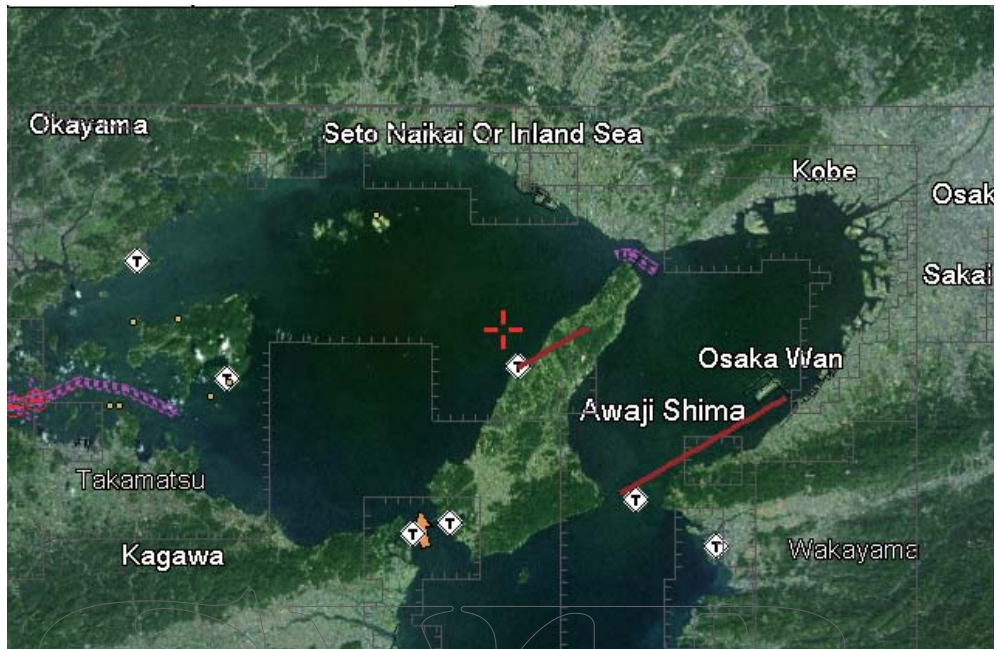 Okayama
Seto Naikai Or Inland Sea
Kobe
Osak
Sakai
Osaka Wan
Awaji Shima
Takamatsu
Kagawa
Wakayama
T
T
T
T
T
T
T